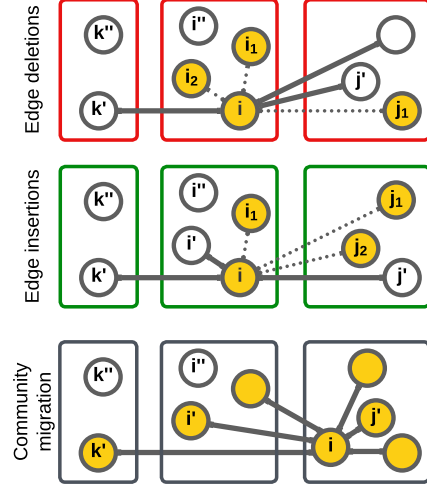 Edge deletions
k''
i''
i₁
i₂
j'
k'
i
j₁
Edge insertions
k''
i''
i₁
j₁
i'
j₂
k'
i
j'
Community
migration
k''
i''
i'
j'
k'
i